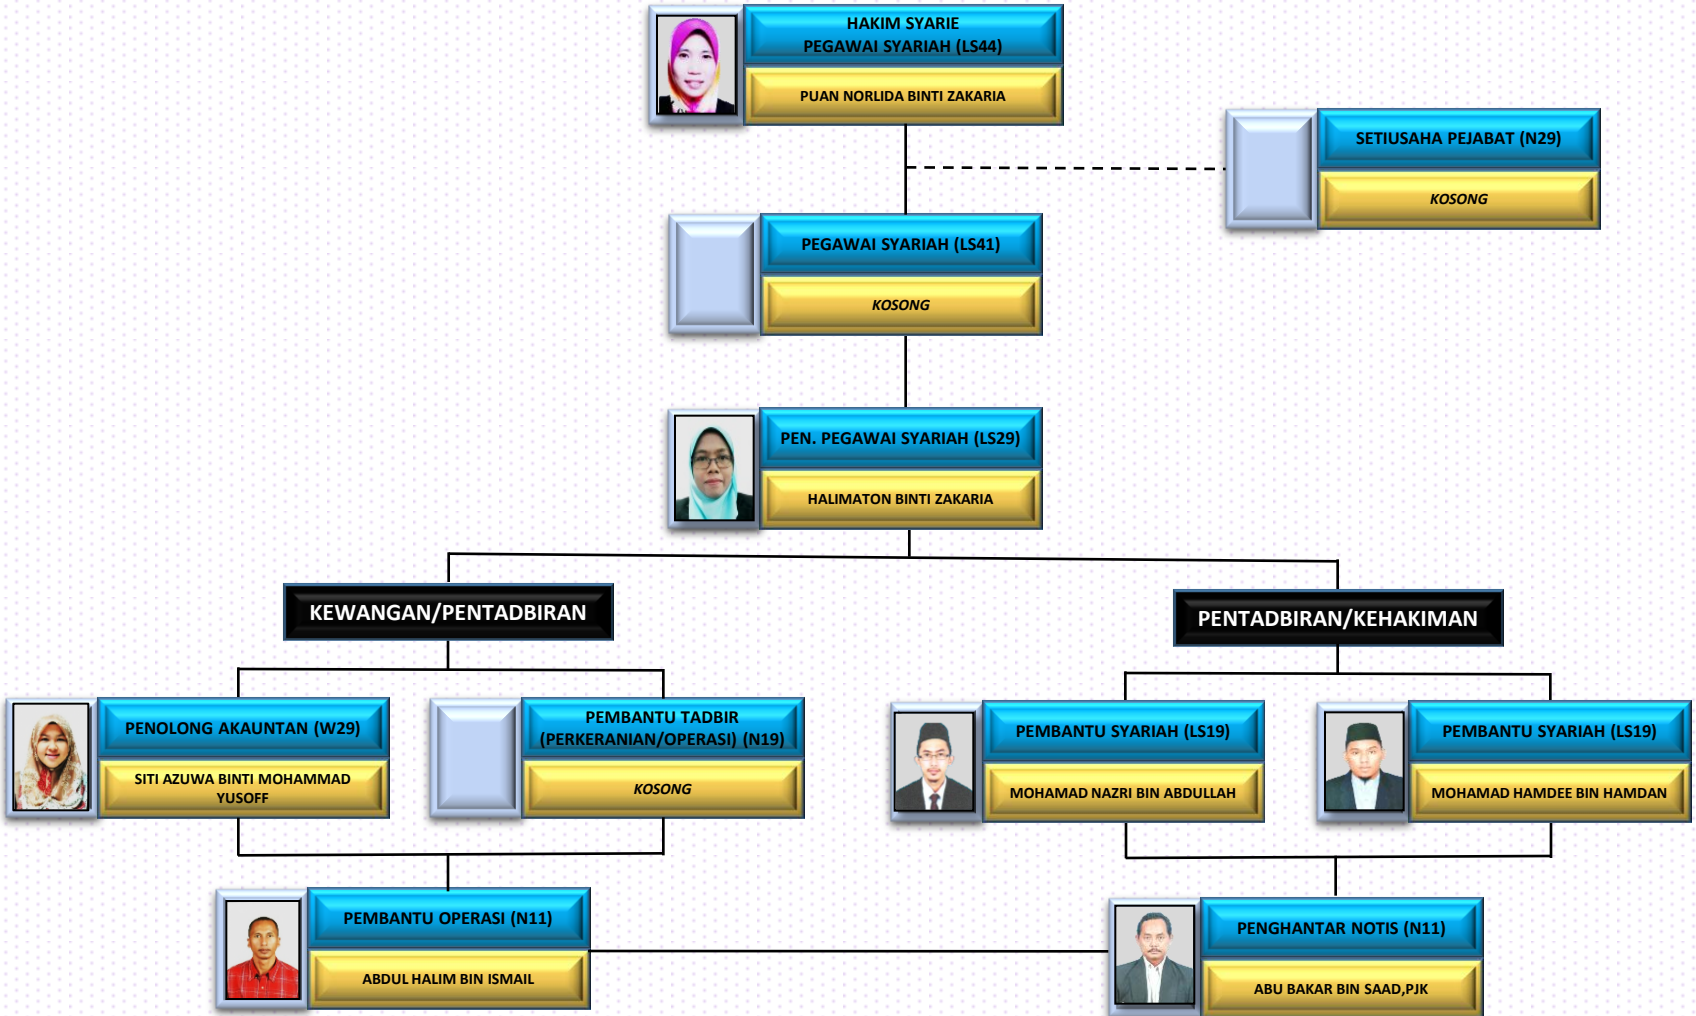 HAKIM SYARIE
PEGAWAI SYARIAH (LS44)
PUAN NORLIDA BINTI ZAKARIA
SETIUSAHA PEJABAT (N29)
KOSONG
PEGAWAI SYARIAH (LS41)
KOSONG
PEN. PEGAWAI SYARIAH (LS29)
HALIMATON BINTI ZAKARIA
KEWANGAN/PENTADBIRAN
PENTADBIRAN/KEHAKIMAN
PENOLONG AKAUNTAN (W29)
SITI AZUWA BINTI MOHAMMAD
YUSOFF
PEMBANTU TADBIR
(PERKERANIAN/OPERASI) (N19)
KOSONG
PEMBANTU SYARIAH (LS19)
MOHAMAD NAZRI BIN ABDULLAH
PEMBANTU SYARIAH (LS19)
MOHAMAD HAMDEE BIN HAMDAN
PEMBANTU OPERASI (N11)
ABDUL HALIM BIN ISMAIL
PENGHANTAR NOTIS (N11)
ABU BAKAR BIN SAAD,PJK